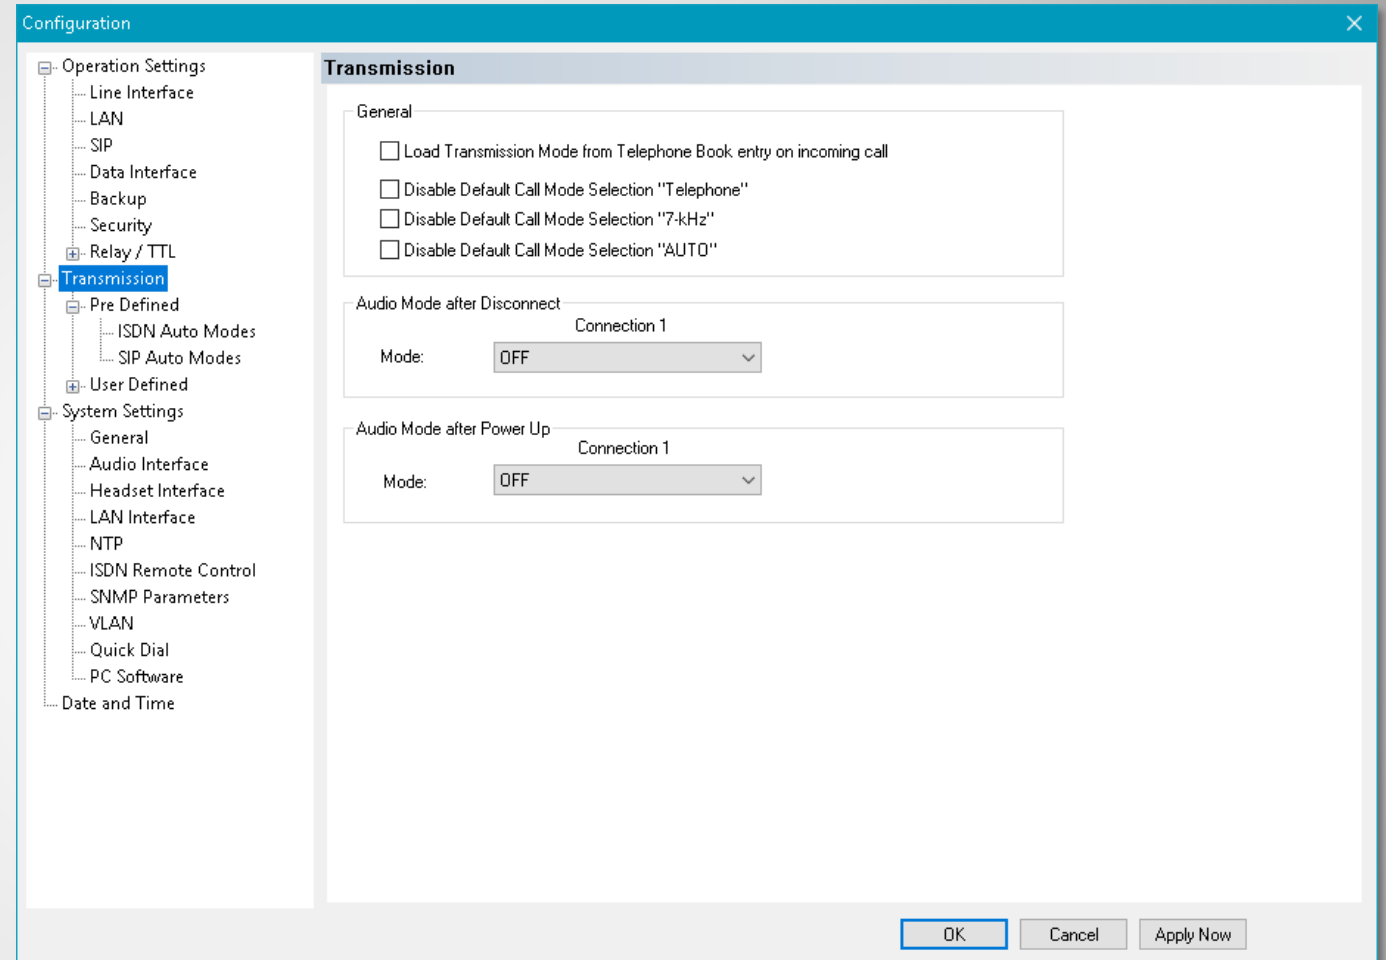 Configuration
Operation Settings
Line Interface
LAN
SIP
Data Interface
Backup
Security
Relay / TTL
Transmission
Pre Defined
ISDN Auto Modes
SIP Auto Modes
User Defined
System Settings
General
Audio Interface
Headset Interface
LAN Interface
NTP
ISDN Remote Control
SNMP Parameters
VLAN
Quick Dial
PC Software
Date and Time
Transmission
General
Load Transmission Mode from Telephone Book entry on incoming call
Disable Default Call Mode Selection "Telephone"
Disable Default Call Mode Selection "7-kHz"
Disable Default Call Mode Selection "AUTO"
Audio Mode after Disconnect
Connection 1
Mode: OFF
Audio Mode after Power Up
Connection 1
Mode: OFF
OK Cancel Apply Now